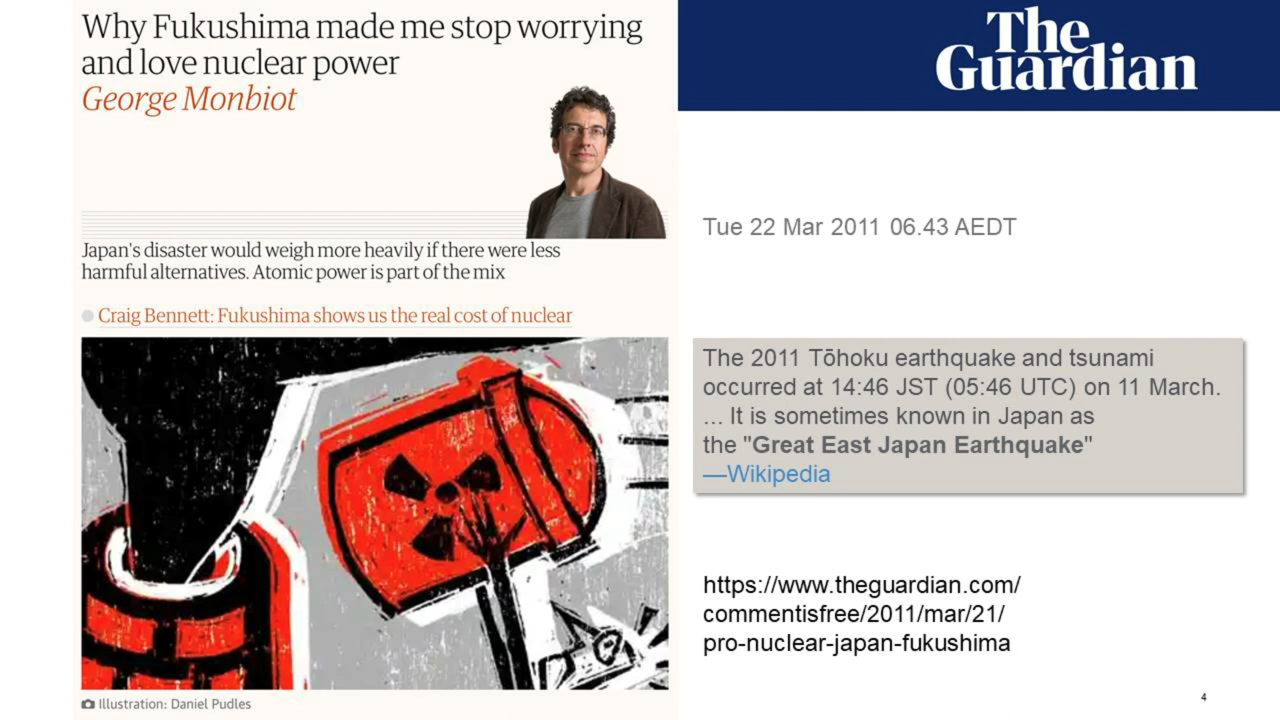 Why Fukushima made me stop worrying
and love nuclear power
George Monbiot
Japan's disaster would weigh more heavily if there were less
harmful alternatives. Atomic power is part of the mix
Craig Bennett: Fukushima shows us the real cost of nuclear
Illustration: Daniel Pudles
The
Guardian
Tue 22 Mar 2011 06.43 AEDT
The 2011 Tōhoku earthquake and tsunami
occurred at 14:46 JST (05:46 UTC) on 11 March.
... It is sometimes known in Japan as
the "Great East Japan Earthquake"
—Wikipedia
https://www.theguardian.com/
commentisfree/2011/mar/21/
pro-nuclear-japan-fukushima
4